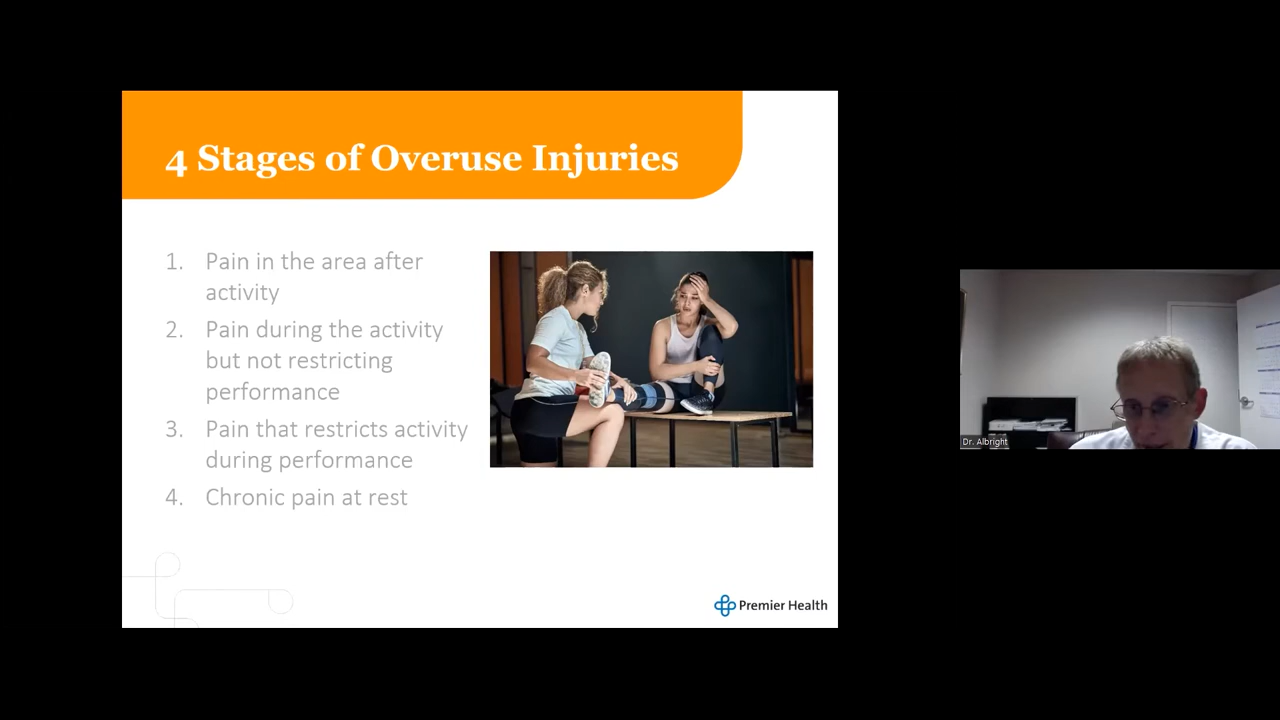 4 Stages of Overuse Injuries
1. Pain in the area after
activity
2. Pain during the activity
but not restricting
performance
3. Pain that restricts activity
during performance
4. Chronic pain at rest
Premier Health
Dr. Albright